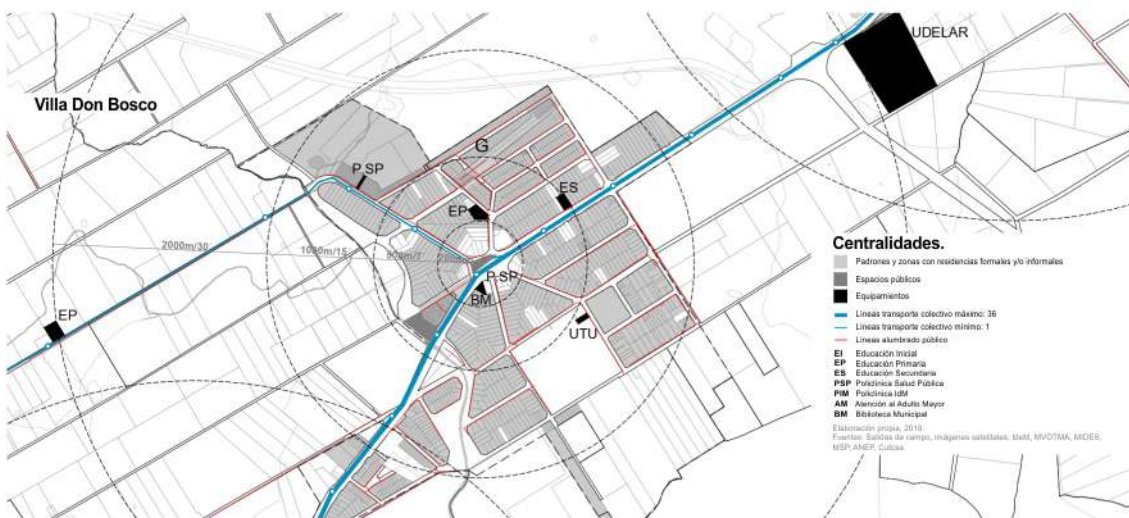 UDELAR
Villa Don Bosco
G
P SP
ES
EP
2000m/30
1000m/15
P SP
BM
EP
UTU
Centralidades.
Padrones y zonas con residencias formales y/o informales
Espacios públicos
Equipamientos
Líneas transporte colectivo máximo: 36
Líneas transporte colectivo mínimo: 1
Líneas alumbrado público
EI Educación Inicial
EP Educación Primaria
ES Educación Secundaria
PSP Policlínica Salud Pública
PIM Policlínica IdM
AM Atención al Adulto Mayor
BM Biblioteca Municipal
Elaboración propia, 2019.
Fuentes: Salidas de campo, imágenes satelitales, IdeM, MVOTMA, MIDES,
MSP, ANEP, Cutcsa.